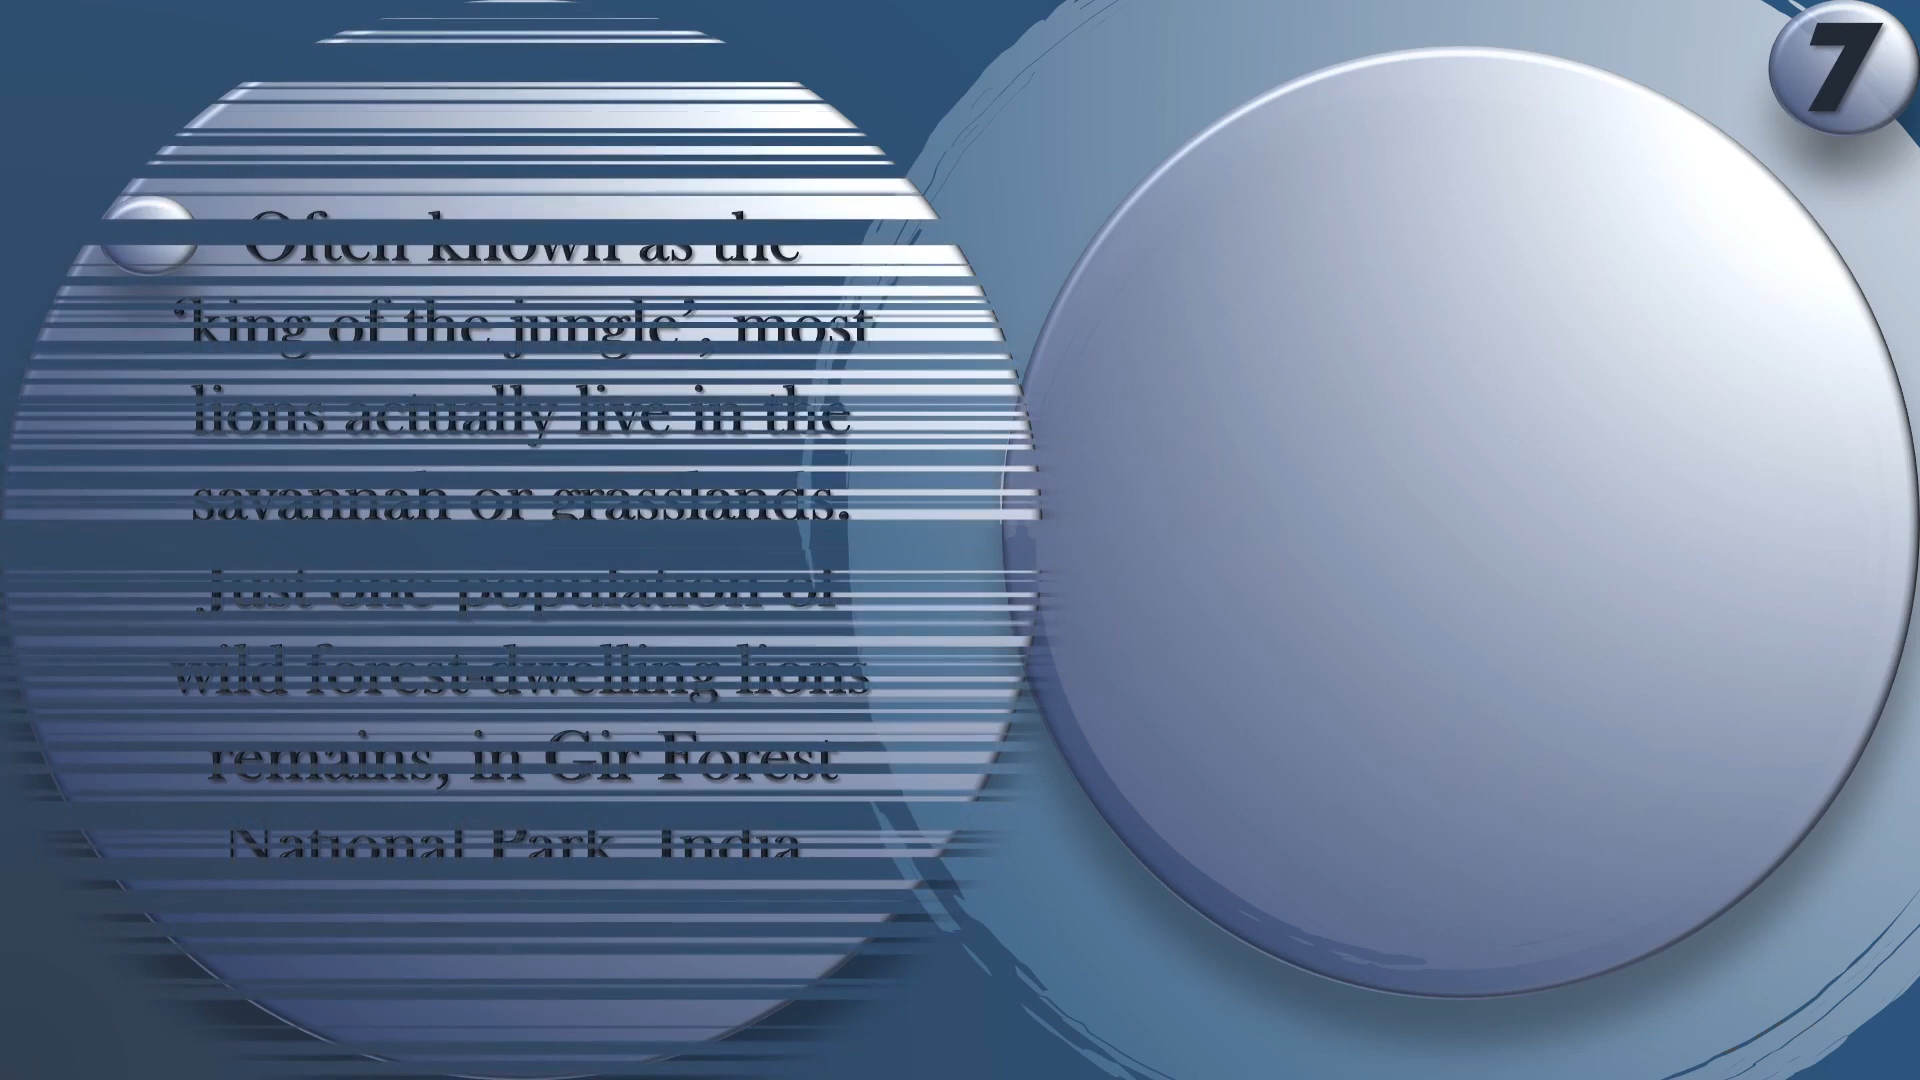 7
Often known as the
‘king of the jungle’, most
lions actually live in the
savannah or grasslands.
Just one population of
wild forest-dwelling lions
remains, in Gir Forest
National Park, India